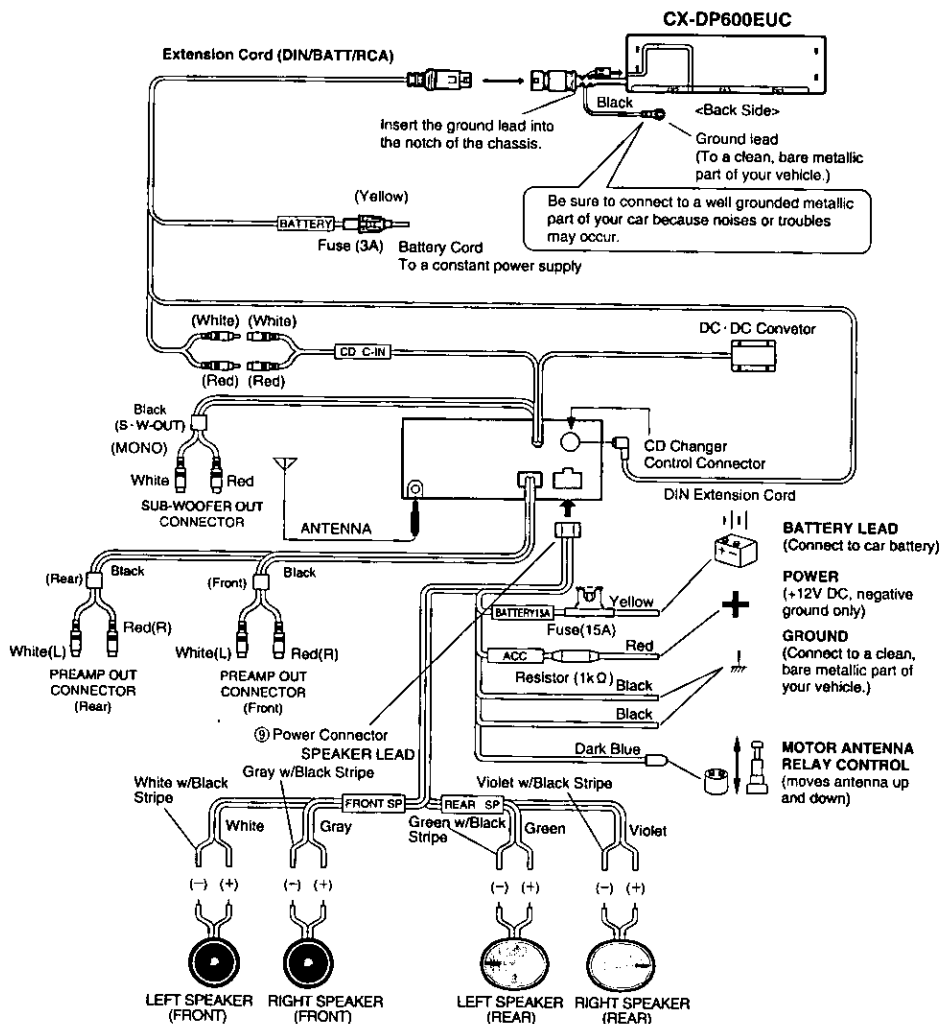 CX-DP600EUC
Extension Cord (DIN/BATT/RCA)
Black
<Back Side>
Insert the ground lead into
the notch of the chassis.
Ground lead
(To a clean, bare metallic
part of your vehicle.)
Be sure to connect to a well grounded metallic
part of your car because noises or troubles
may occur.
(Yellow)
BATTERY
Fuse (3A)
Battery Cord
To a constant power supply
(White) (White)
CD C-IN
(Red) (Red)
DC · DC Convetor
Black
(S · W-OUT)
(MONO)
White Red
SUB-WOOFER OUT
CONNECTOR
ANTENNA
CD Changer
Control Connector
DIN Extension Cord
BATTERY LEAD
(Connect to car battery)
POWER
(+12V DC, negative
ground only)
GROUND
(Connect to a clean,
bare metallic part of
your vehicle.)
(Rear) Black
White(L) Red(R)
PREAMP OUT
CONNECTOR
(Rear)
(Front) Black
White(L) Red(R)
PREAMP OUT
CONNECTOR
(Front)
BATTERY15A
Fuse(15A)
Yellow
ACC
Red
Resistor (1kΩ)
Black
Black
Dark Blue
MOTOR ANTENNA
RELAY CONTROL
(moves antenna up
and down)
⑨ Power Connector
SPEAKER LEAD
White w/Black
Stripe
Gray w/Black Stripe
Violet w/Black Stripe
FRONT SP
REAR SP
White
Gray
Green w/Black
Stripe
Green
Violet
(−) (+)
(−) (+)
(−) (+)
(−) (+)
LEFT SPEAKER
(FRONT)
RIGHT SPEAKER
(FRONT)
LEFT SPEAKER
(REAR)
RIGHT SPEAKER
(REAR)